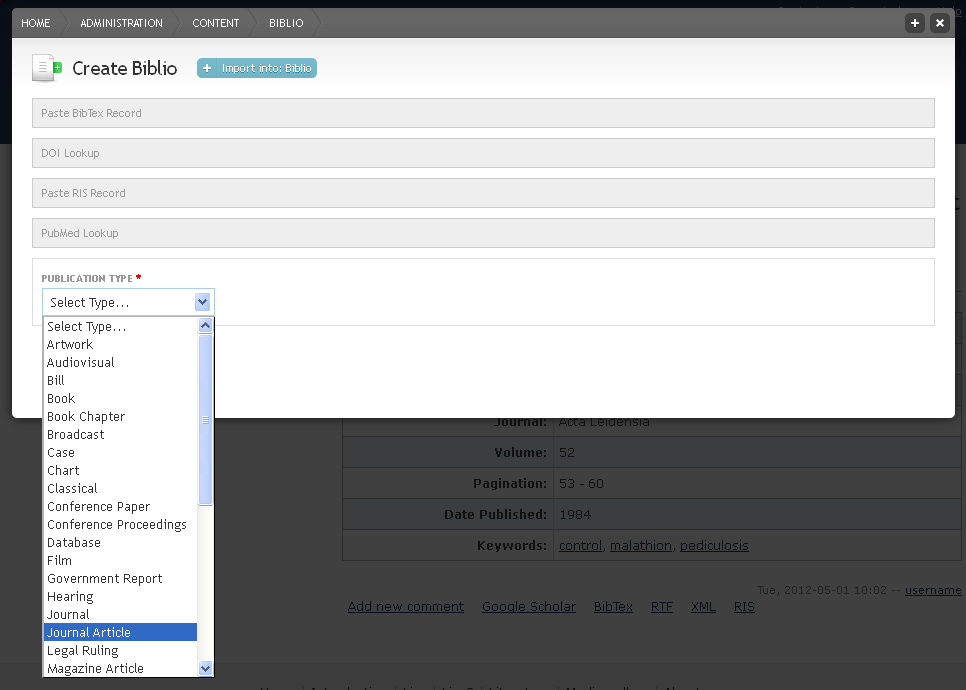 HOME ADMINISTRATION CONTENT BIBLIO
Create Biblio + Import into: Biblio
Paste BibTex Record
DOI Lookup
Paste RIS Record
PubMed Lookup
PUBLICATION TYPE *
Select Type...
Select Type...
Artwork
Audiovisual
Bill
Book
Book Chapter
Broadcast
Case
Chart
Classical
Conference Paper
Conference Proceedings
Database
Film
Government Report
Hearing
Journal
Journal Article
Legal Ruling
Magazine Article
Journal: Acta Leidensia
Volume: 52
Pagination: 53 - 60
Date Published: 1984
Keywords: control, malathion, pediculosis
Tue, 2012-05-01 10:02 -- username
Add new comment Google Scholar BibTex RTF XML RIS